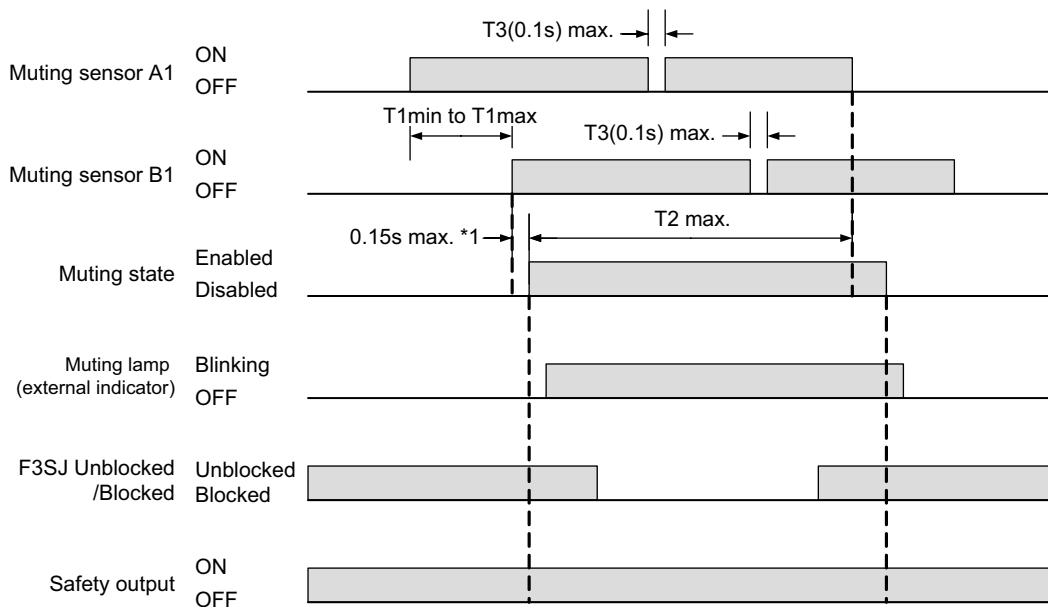 T3(0.1s) max.
Muting sensor A1
ON
OFF
T1min to T1max
T3(0.1s) max.
Muting sensor B1
ON
OFF
0.15s max. *1
T2 max.
Muting state
Enabled
Disabled
Muting lamp
(external indicator)
Blinking
OFF
F3SJ Unblocked
/Blocked
Unblocked
Blocked
Safety output
ON
OFF